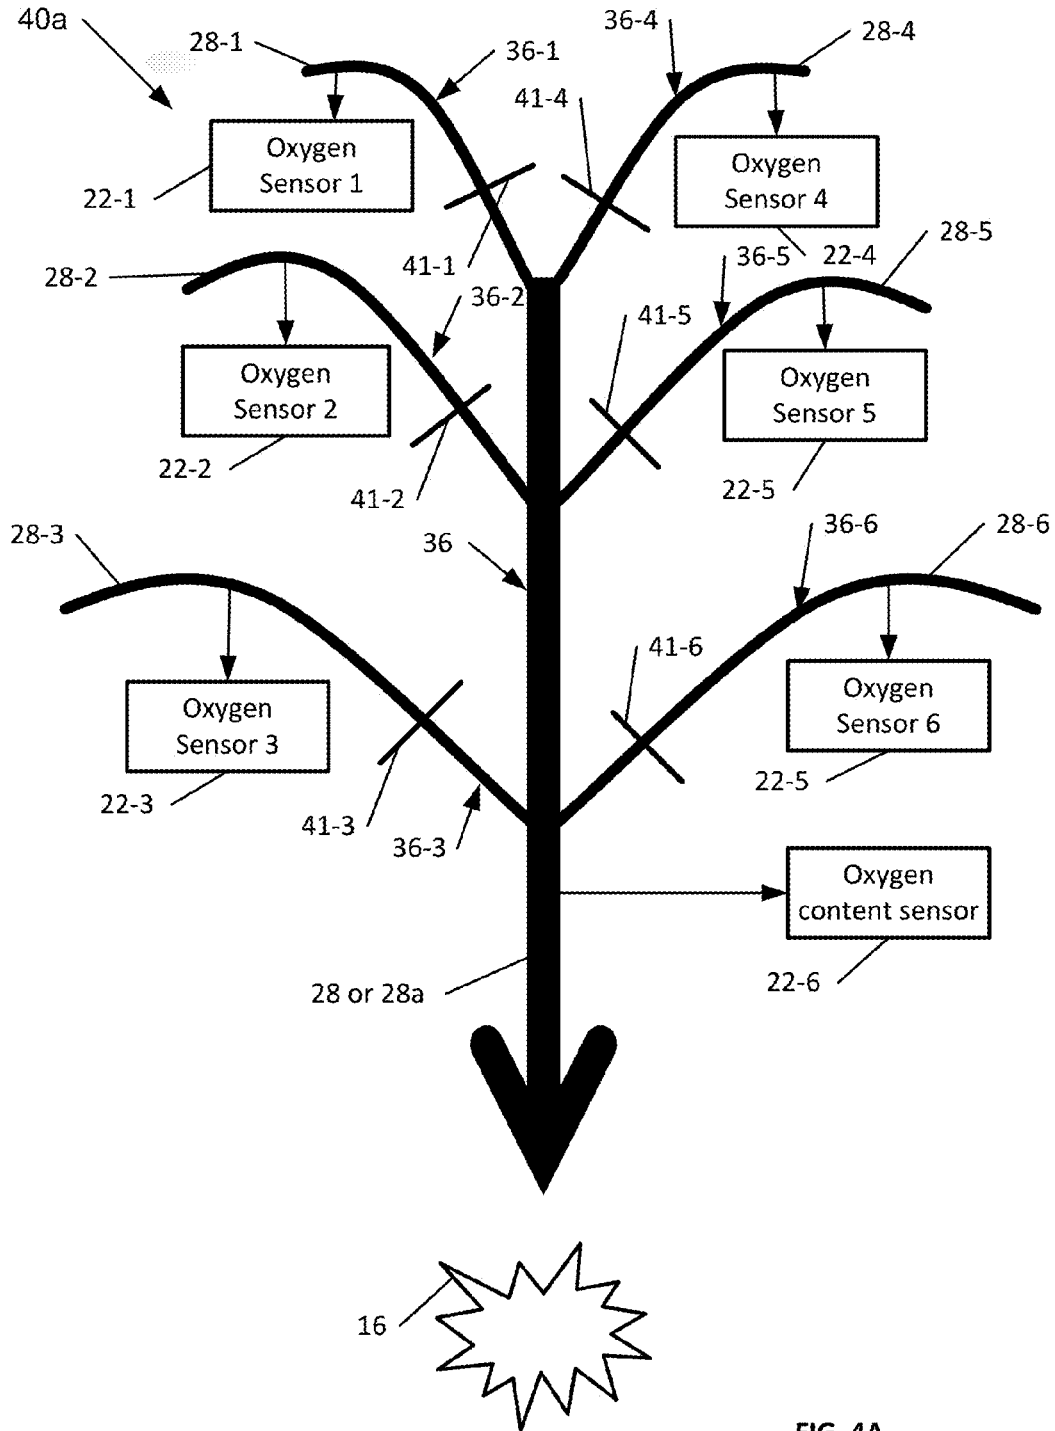 40a
28-1
36-1
36-4
28-4
41-4
Oxygen
Sensor 1
Oxygen
Sensor 4
22-1
41-1
36-5
22-4
28-5
28-2
36-2
41-5
Oxygen
Sensor 2
Oxygen
Sensor 5
22-2
41-2
22-5
28-3
36
36-6
28-6
41-6
Oxygen
Sensor 3
Oxygen
Sensor 6
22-3
41-3
36-3
22-5
Oxygen
content sensor
28 or 28a
22-6
16
FIG. 4A